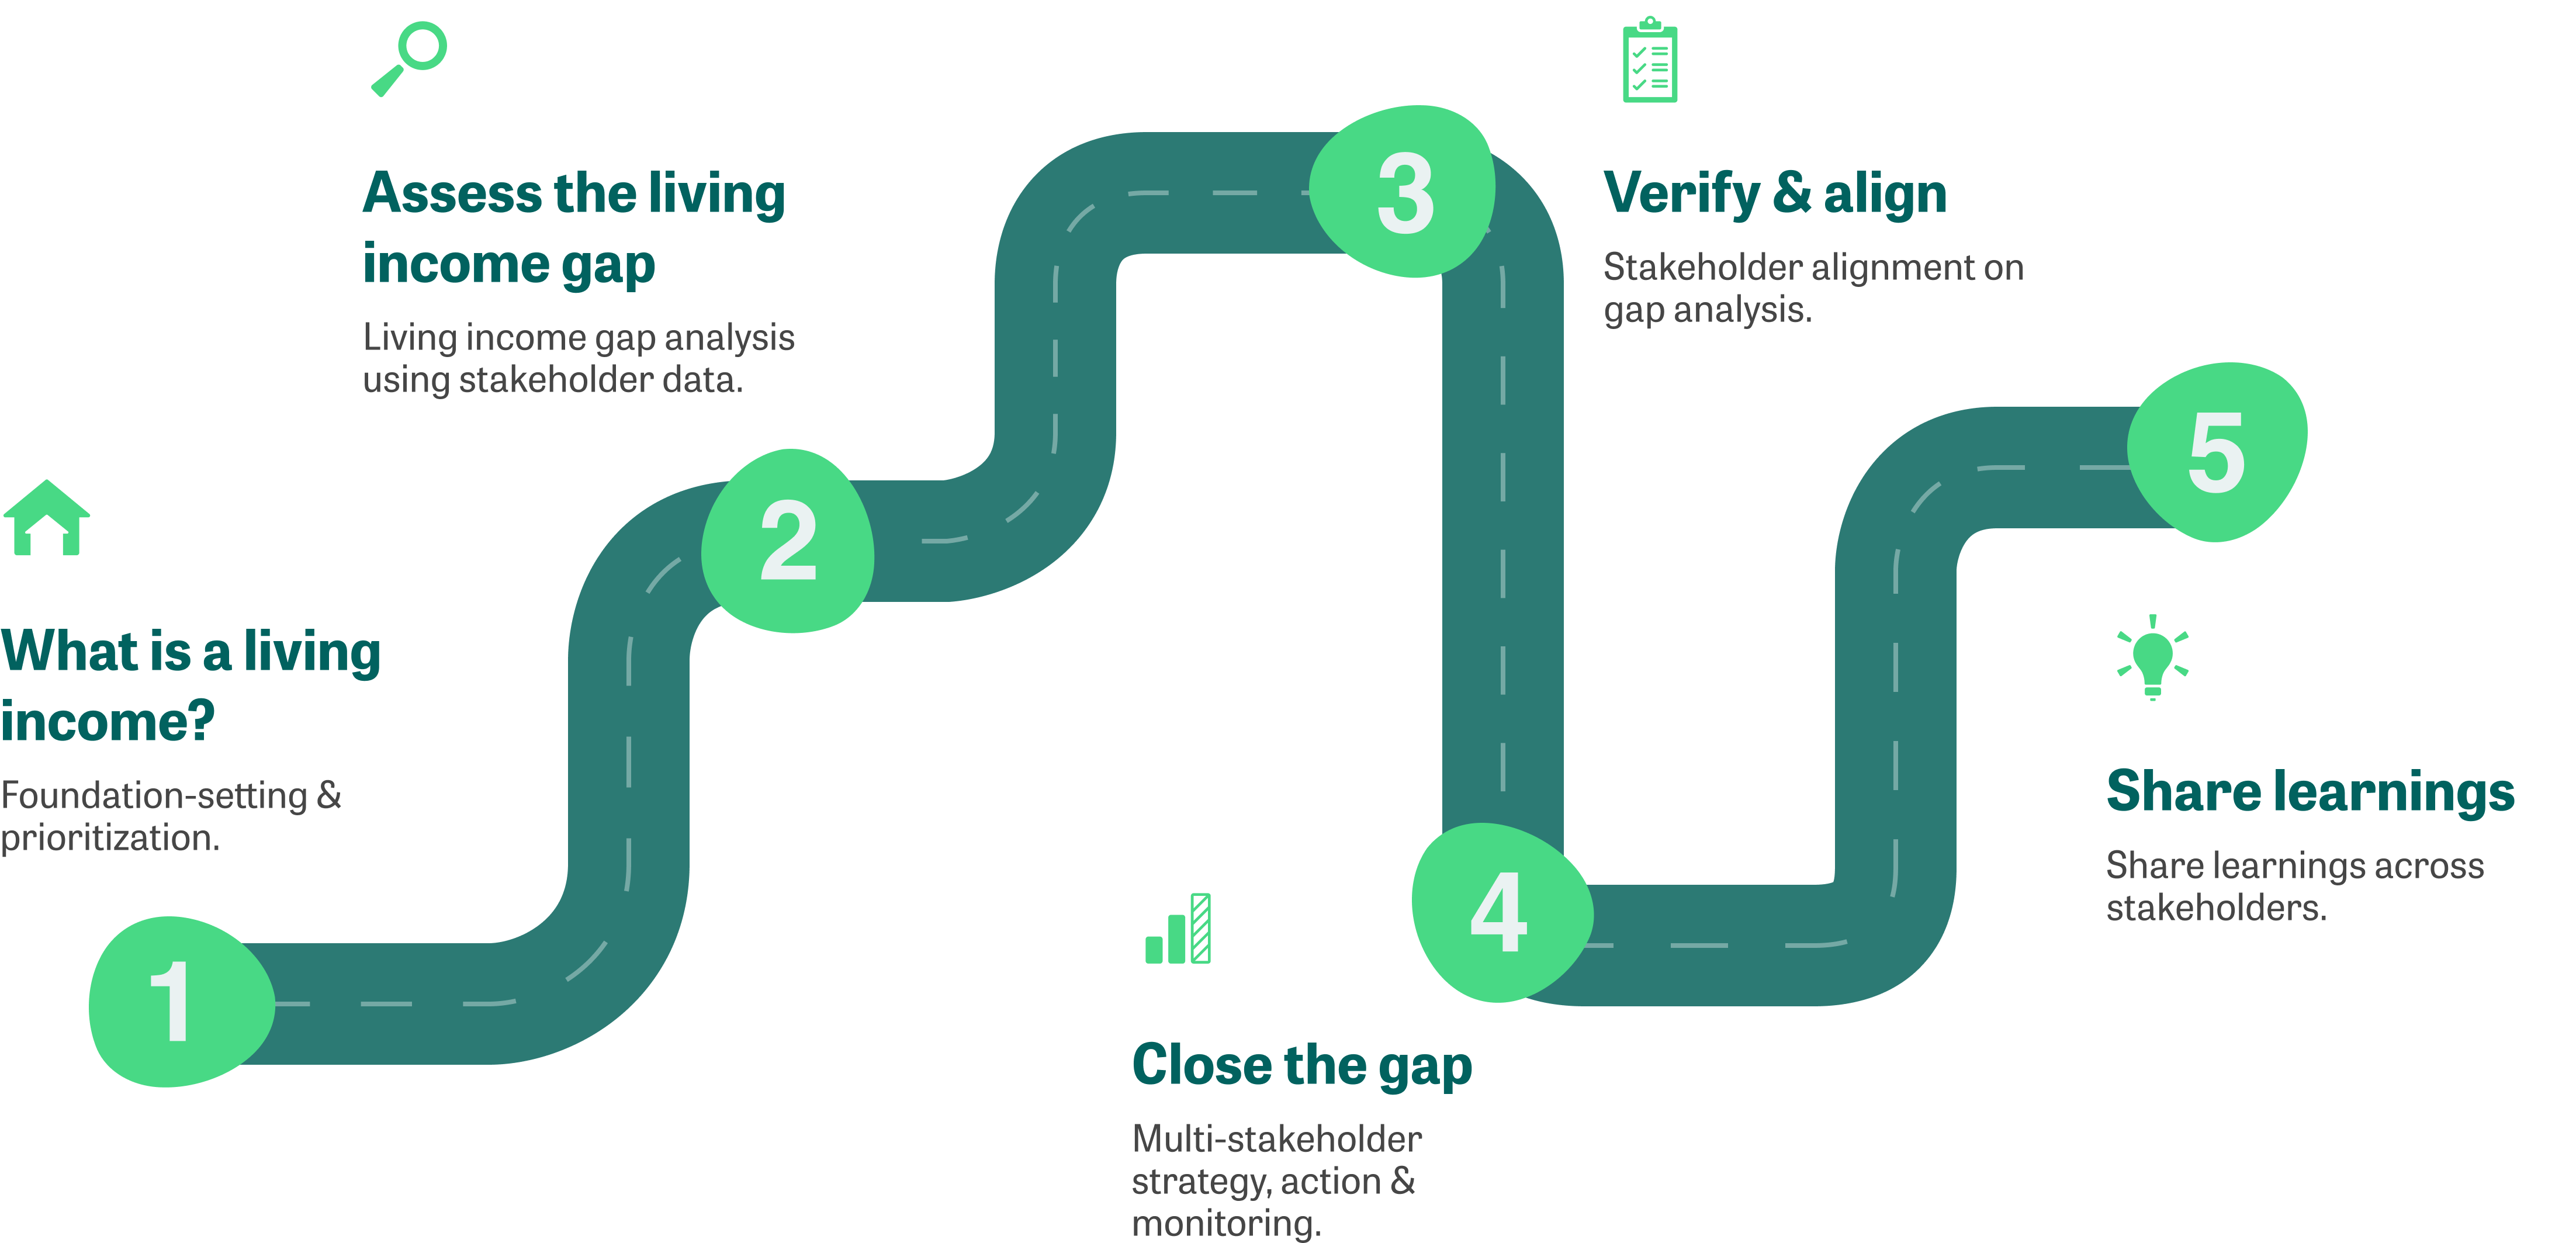 1
What is a living
income?
Foundation-setting &
prioritization.
2
Assess the living
income gap
Living income gap analysis
using stakeholder data.
3
Verify & align
Stakeholder alignment on
gap analysis.
4
Close the gap
Multi-stakeholder
strategy, action &
monitoring.
5
Share learnings
Share learnings across
stakeholders.